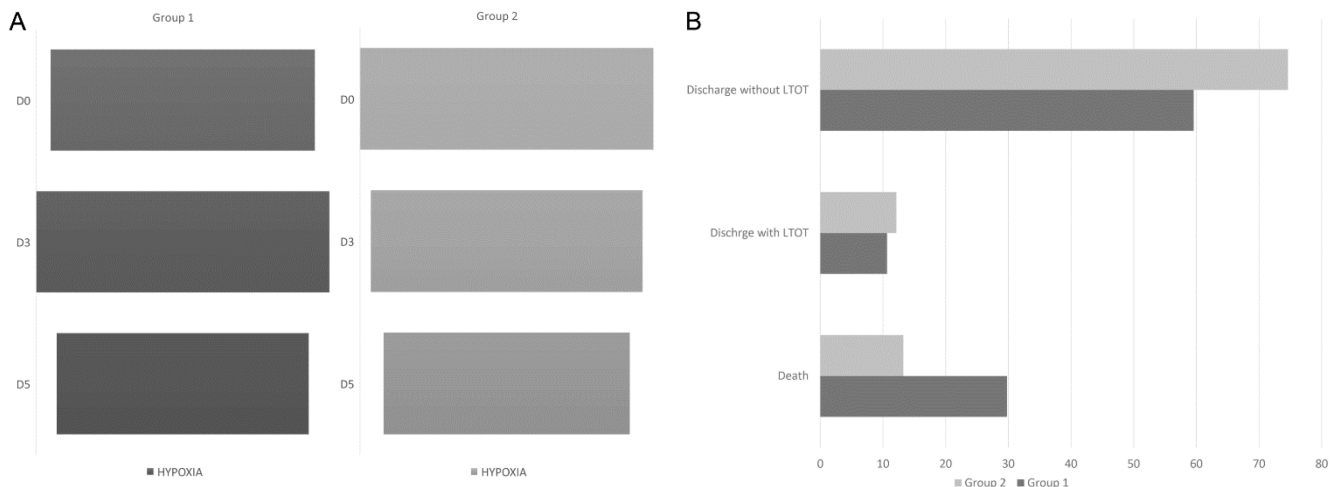 A
Group 1
D0
D3
D5
HYPOXIA
Group 2
D0
D3
D5
HYPOXIA
B
Discharge without LTOT
Dischrge with LTOT
Death
0 10 20 30 40 50 60 70 80
Group 2 Group 1